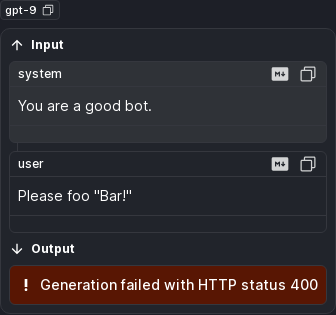 gpt-9
Input
system
M↓
You are a good bot.
user
M↓
Please foo "Bar!"
Output
! Generation failed with HTTP status 400